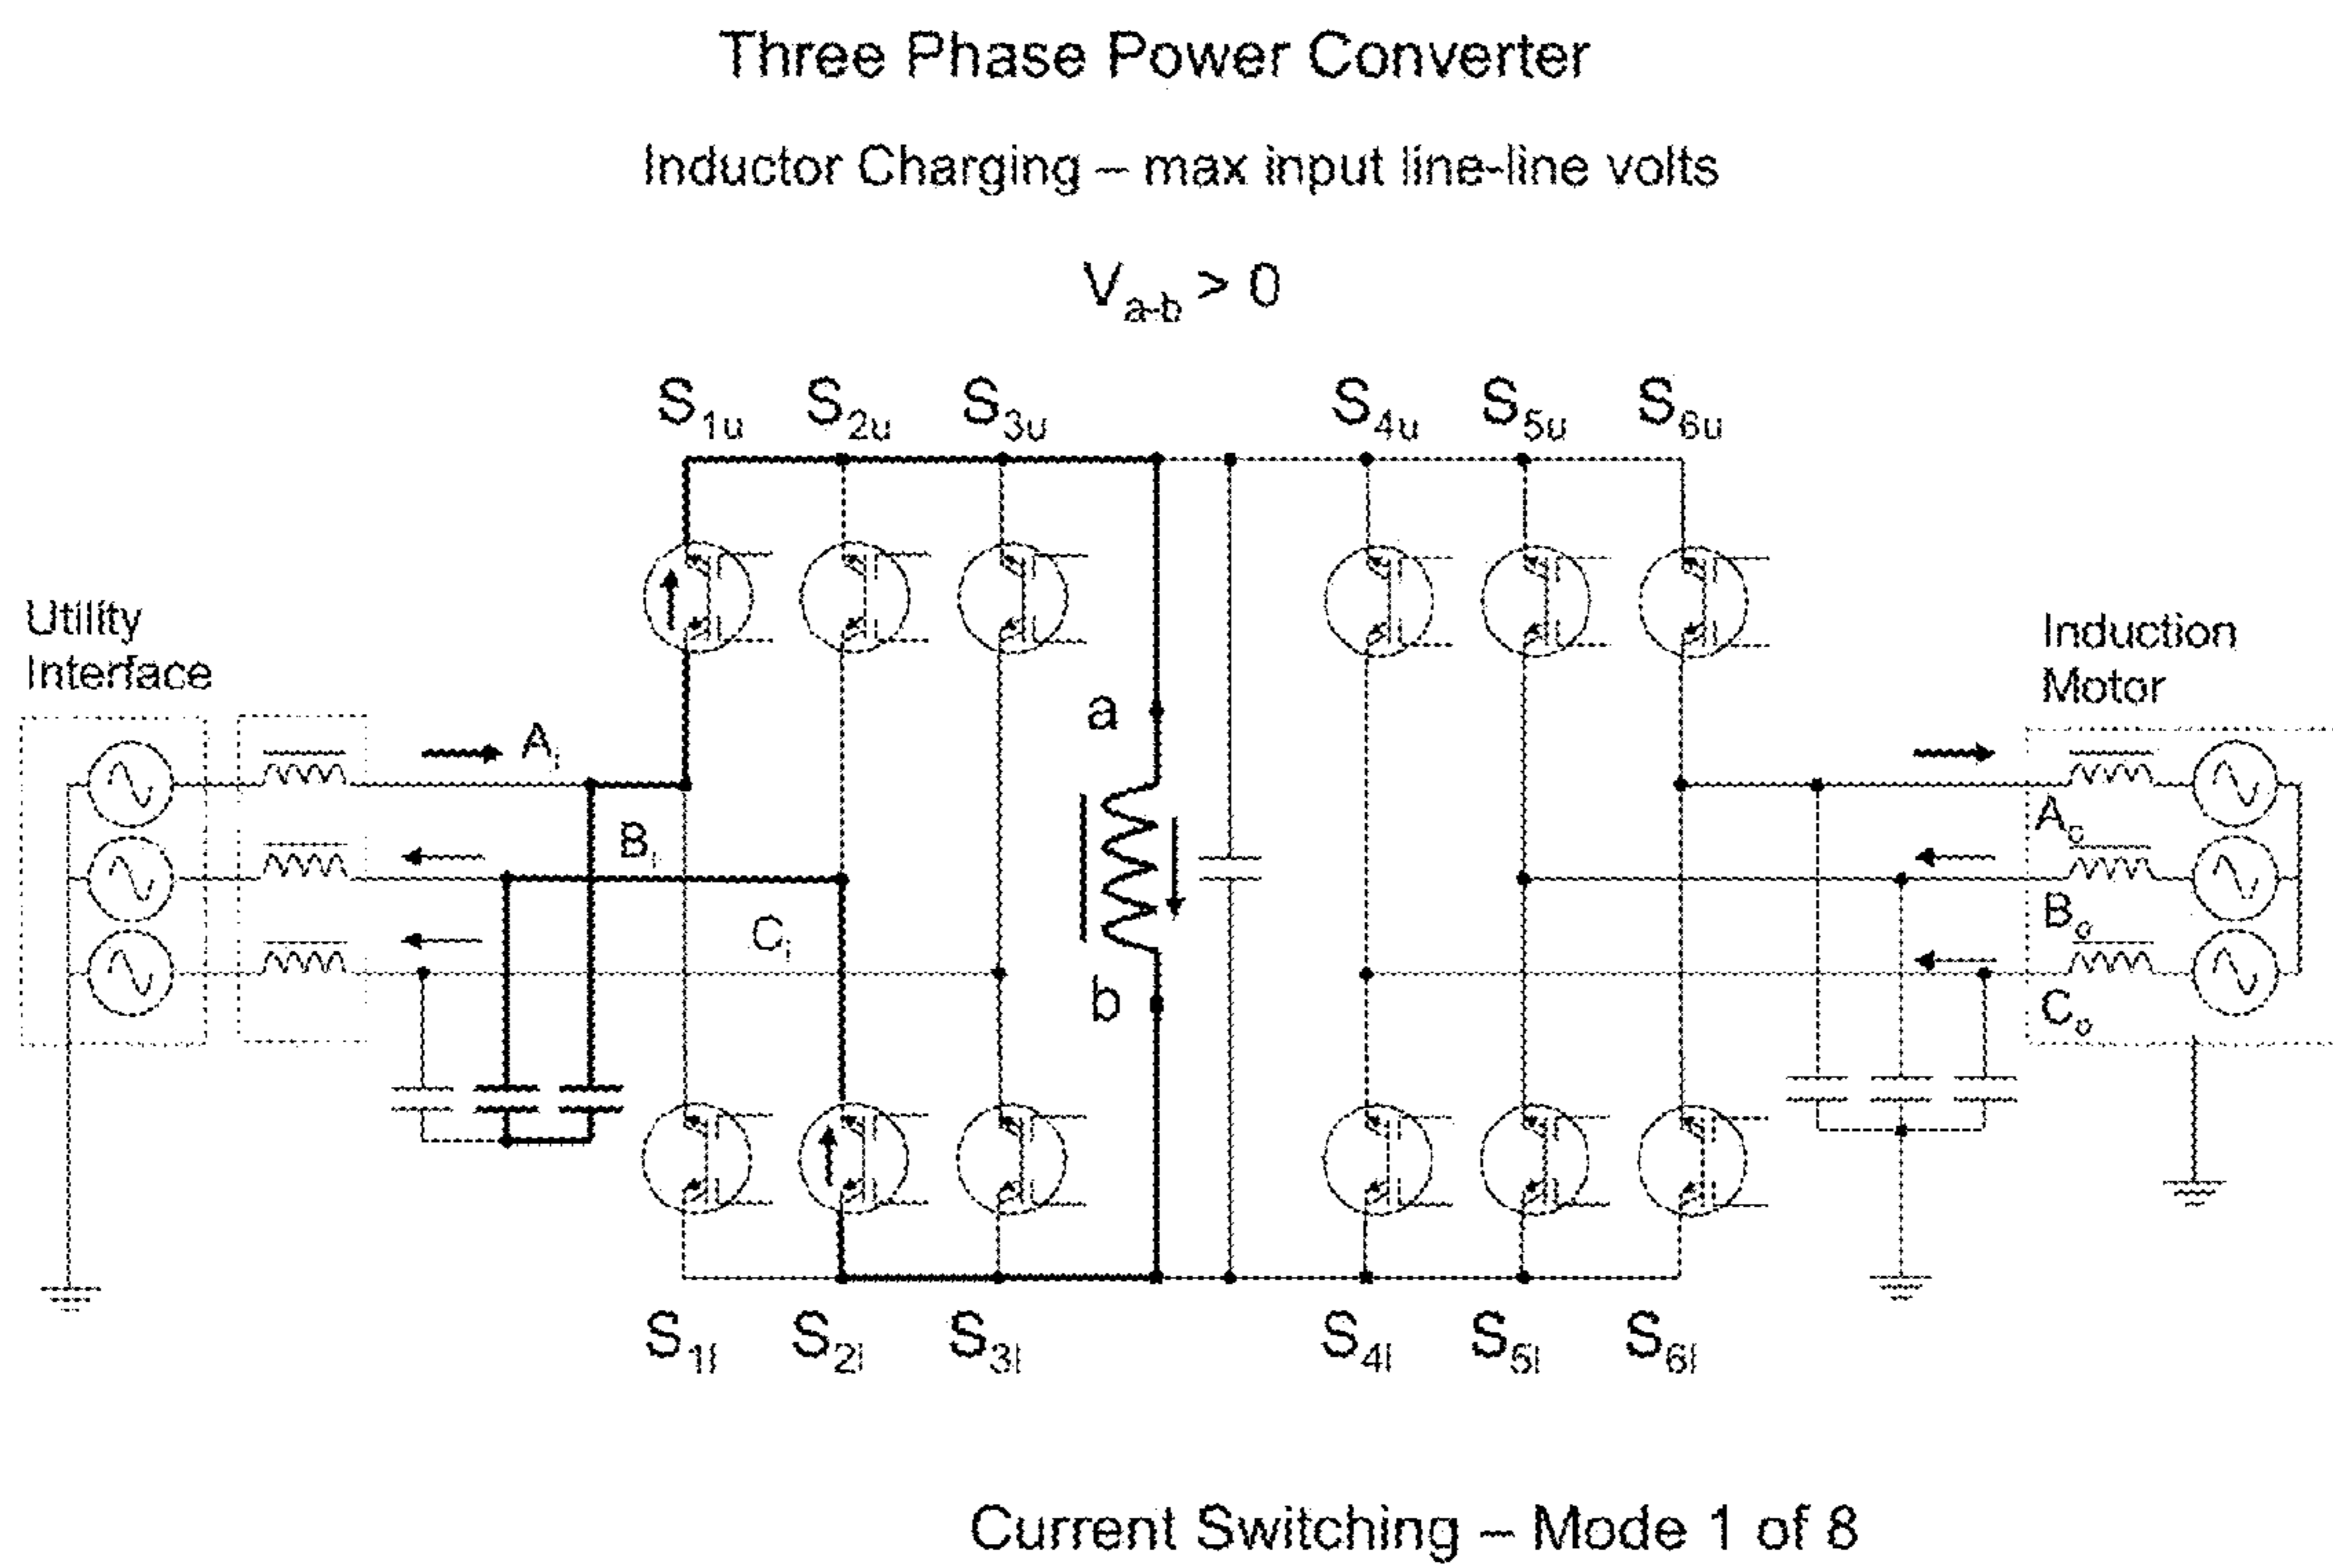 Three Phase Power Converter
Inductor Charging – max input line-line volts
Va-b > 0
S1u S2u S3u S4u S5u S6u
Utility
Interface
Induction
Motor
a
Ai
Bi
Ci
b
Ao
Bo
Co
S1l S2l S3l S4l S5l S6l
Current Switching – Mode 1 of 8